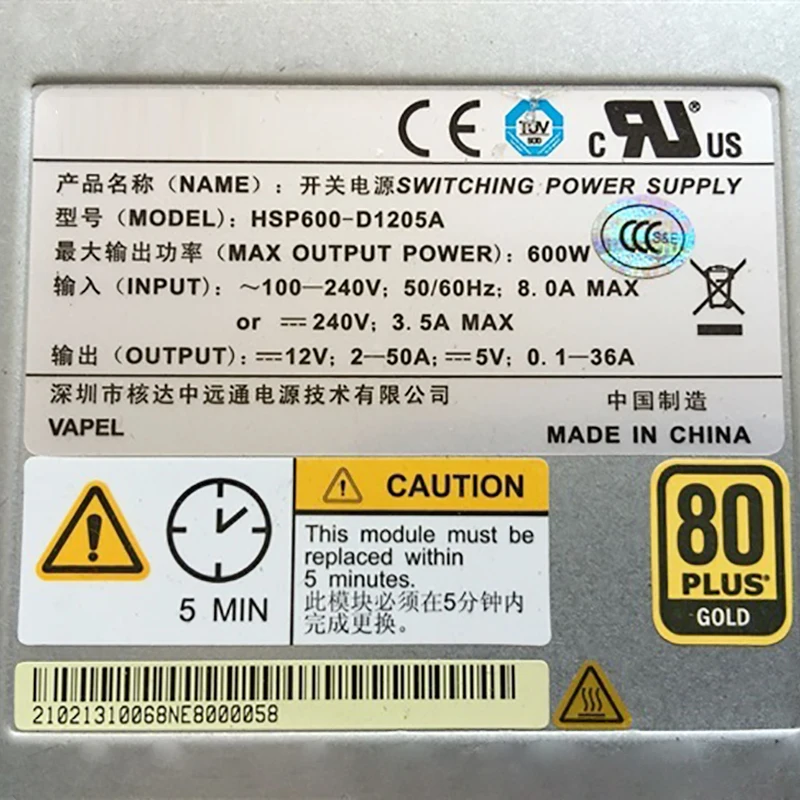 CE TÜV c RU ® US
产品名称（NAME）：开关电源SWITCHING POWER SUPPLY
型号（MODEL）：HSP600-D1205A
最大输出功率（MAX OUTPUT POWER）：600W
CCC S&E
输入（INPUT）：～100—240V；50/60Hz；8.0A MAX
or ⎓240V；3.5A MAX
输出（OUTPUT）：⎓12V；2—50A；⎓5V；0.1—36A
深圳市核达中远通电源技术有限公司
中国制造
VAPEL
MADE IN CHINA
5 MIN
CAUTION
This module must be
replaced within
5 minutes.
此模块必须在5分钟内
完成更换。
80
PLUS®
GOLD
21021310068NE8000058